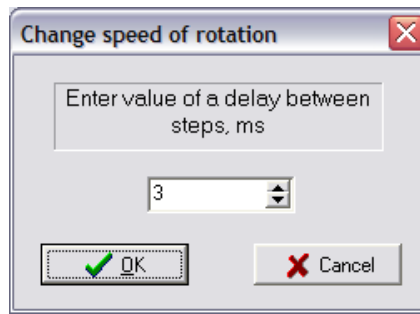 Change speed of rotation
Enter value of a delay between
steps, ms
3
OK
Cancel